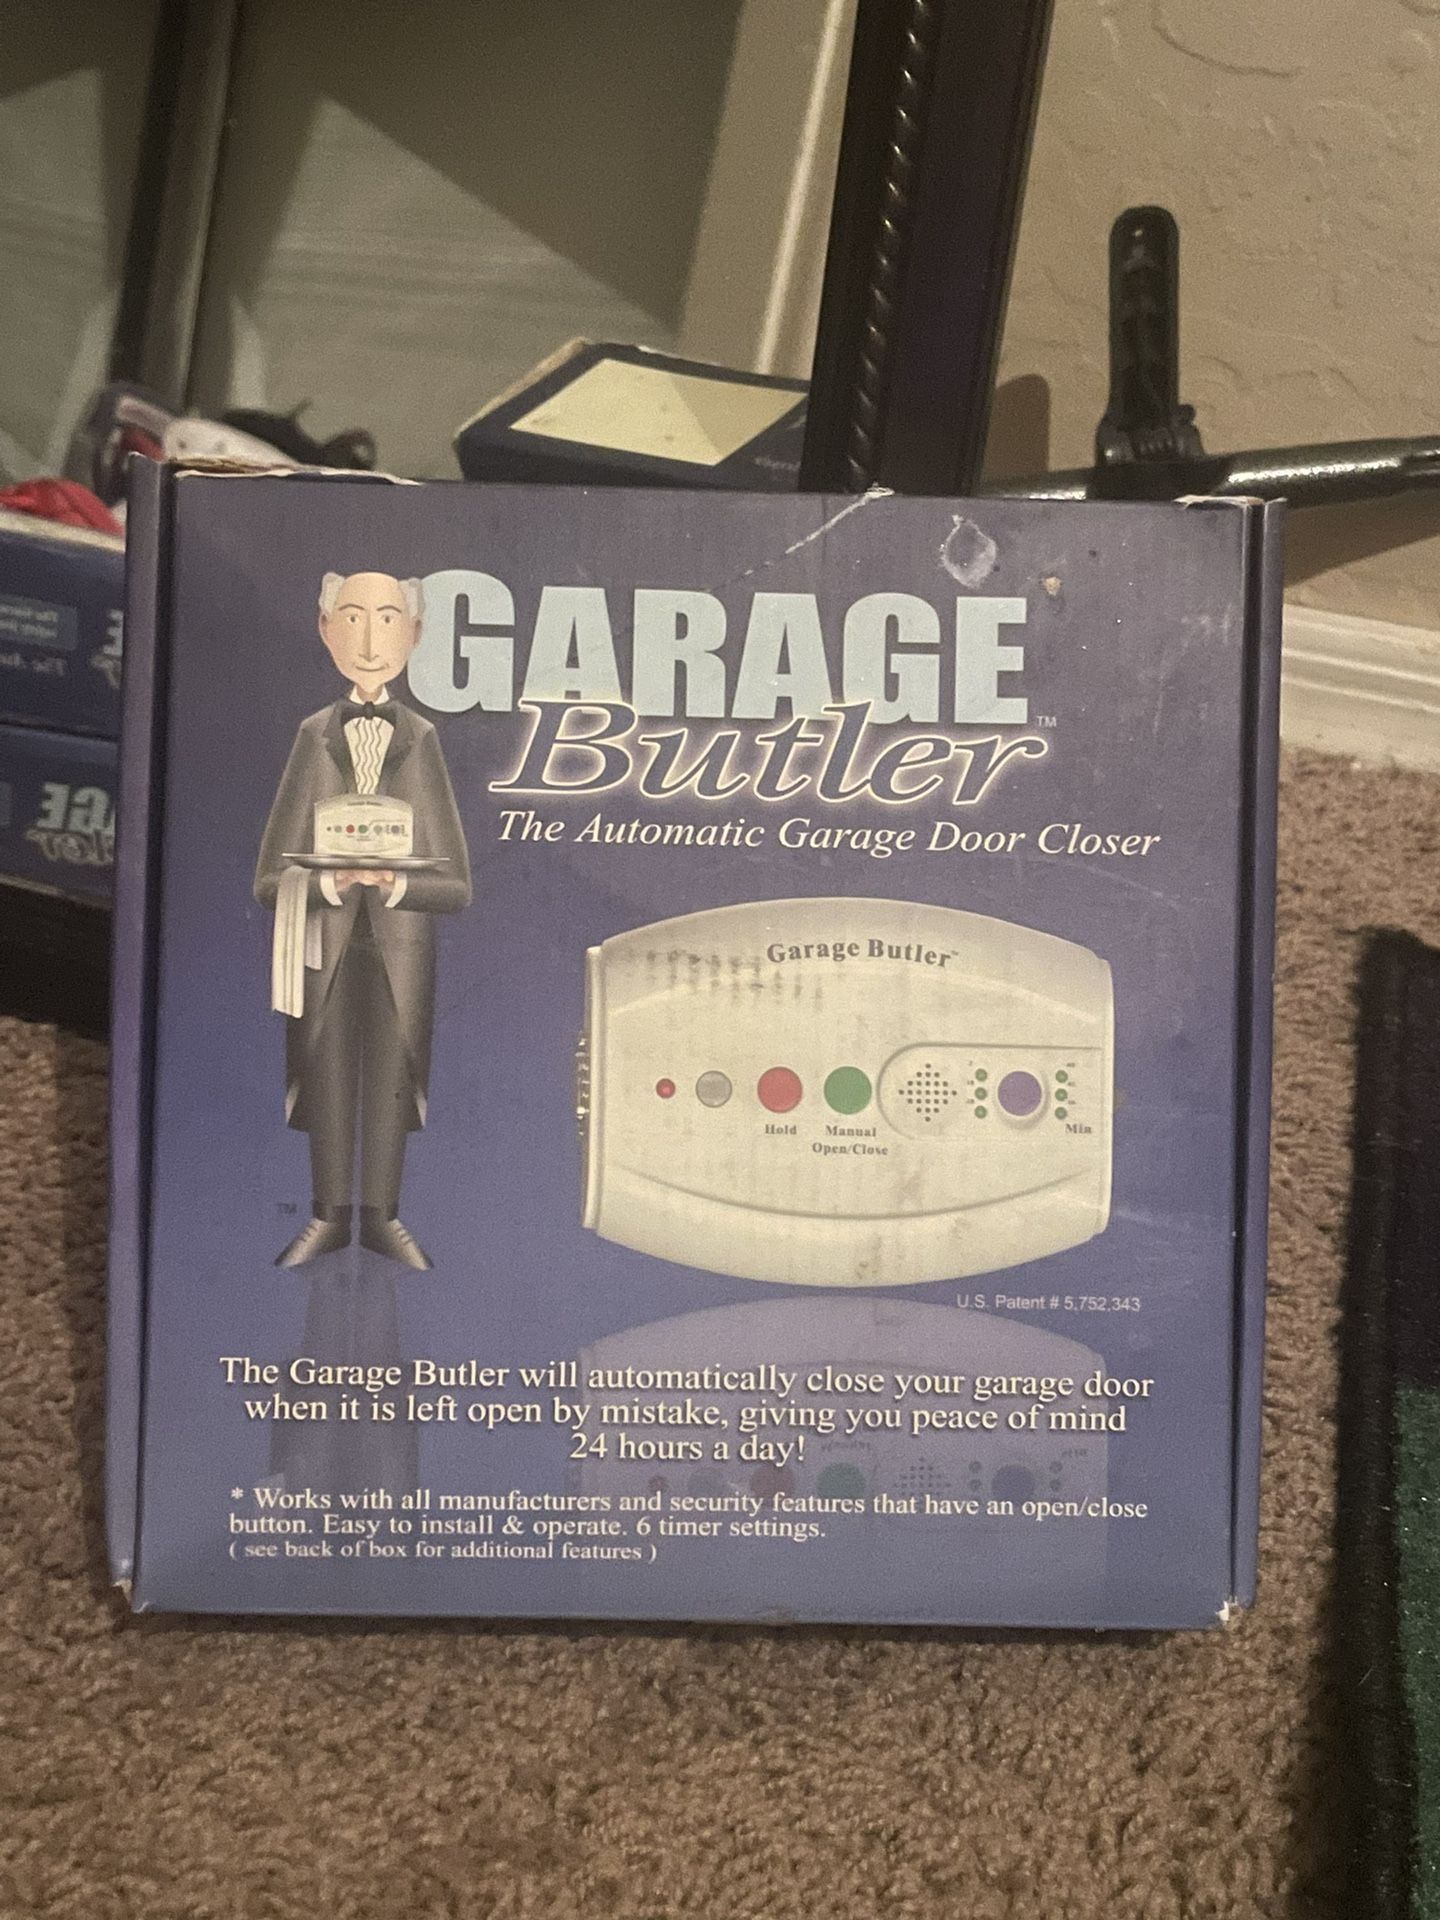 GARAGE
TM
Butler
The Automatic Garage Door Closer
Garage Butler
Hold
Manual
Open/Close
Min
TM
U.S. Patent # 5,752,343
The Garage Butler will automatically close your garage door
when it is left open by mistake, giving you peace of mind
24 hours a day!
* Works with all manufacturers and security features that have an open/close
button. Easy to install & operate. 6 timer settings.
( see back of box for additional features )